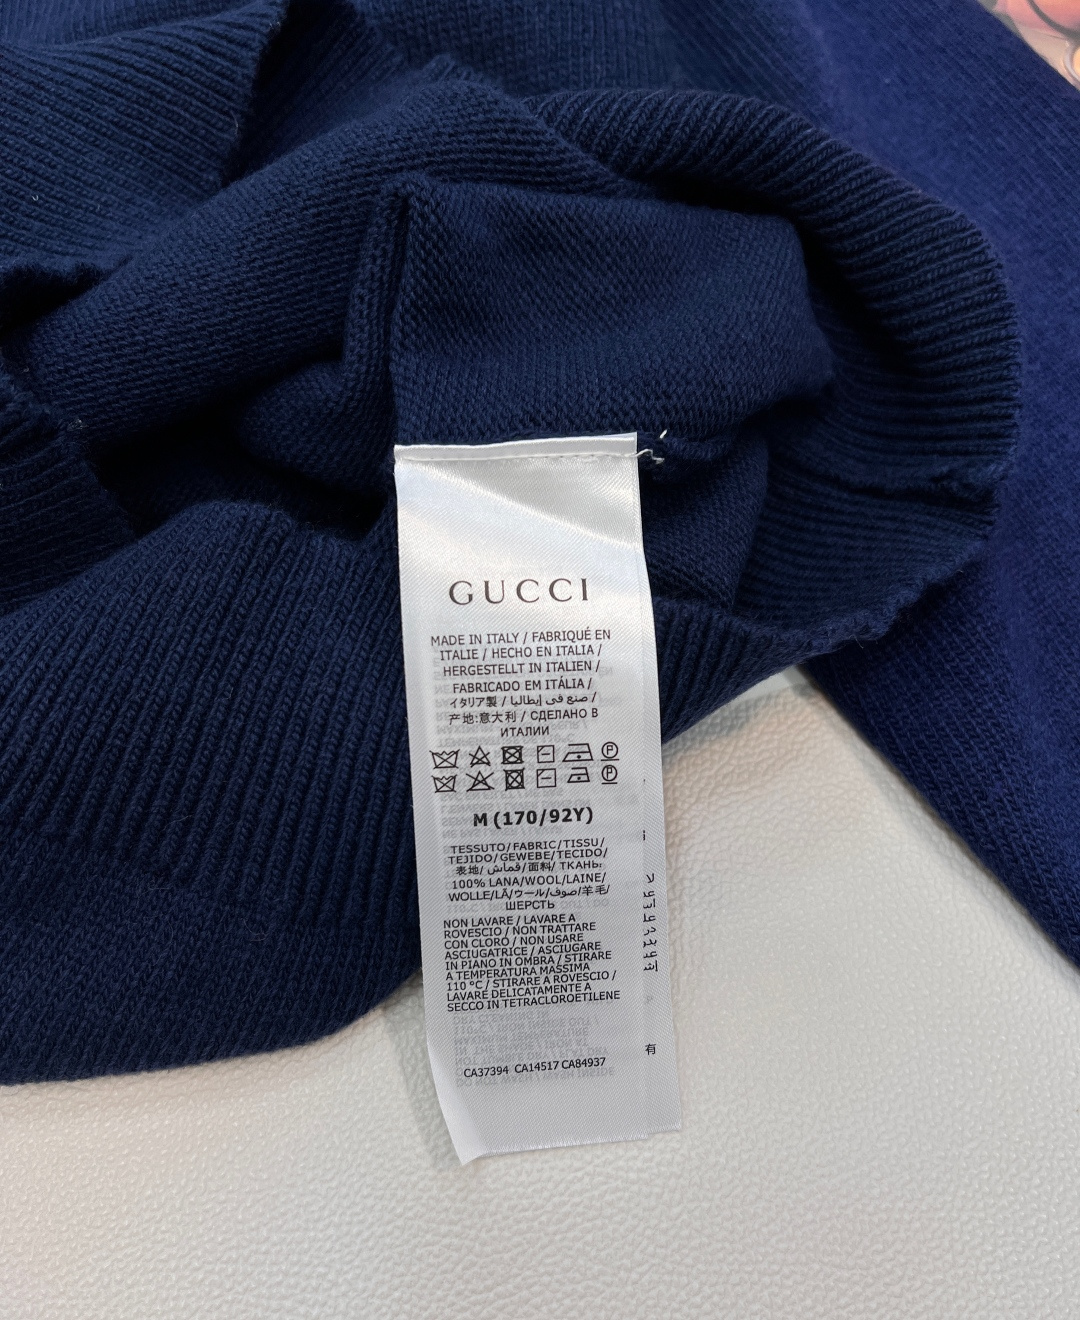 GUCCI
MADE IN ITALY / FABRIQUÉ EN
ITALIE / HECHO EN ITALIA /
HERGESTELLT IN ITALIEN /
FABRICADO EM ITÁLIA /
イタリア製 / صنع في إيطاليا /
产地:意大利 / СДЕЛАНО В
ИТАЛИИ
M (170/92Y)
TESSUTO/FABRIC/TISSU/
TEJIDO/GEWEBE/TECIDO/
表地/ قماش/ 面料/ ТКАНЬ:
100% LANA/WOOL/LAINE/
WOLLE/LÃ/ウール/صوف/羊毛/
ШЕРСТЬ
NON LAVARE / LAVARE A
ROVESCIO / NON TRATTARE
CON CLORO / NON USARE
ASCIUGATRICE / ASCIUGARE
IN PIANO IN OMBRA / STIRARE
A TEMPERATURA MASSIMA
110 °C / STIRARE A ROVESCIO /
LAVARE DELICATAMENTE A
SECCO IN TETRACLOROETILENE
CA37394 CA14517 CA84937
有